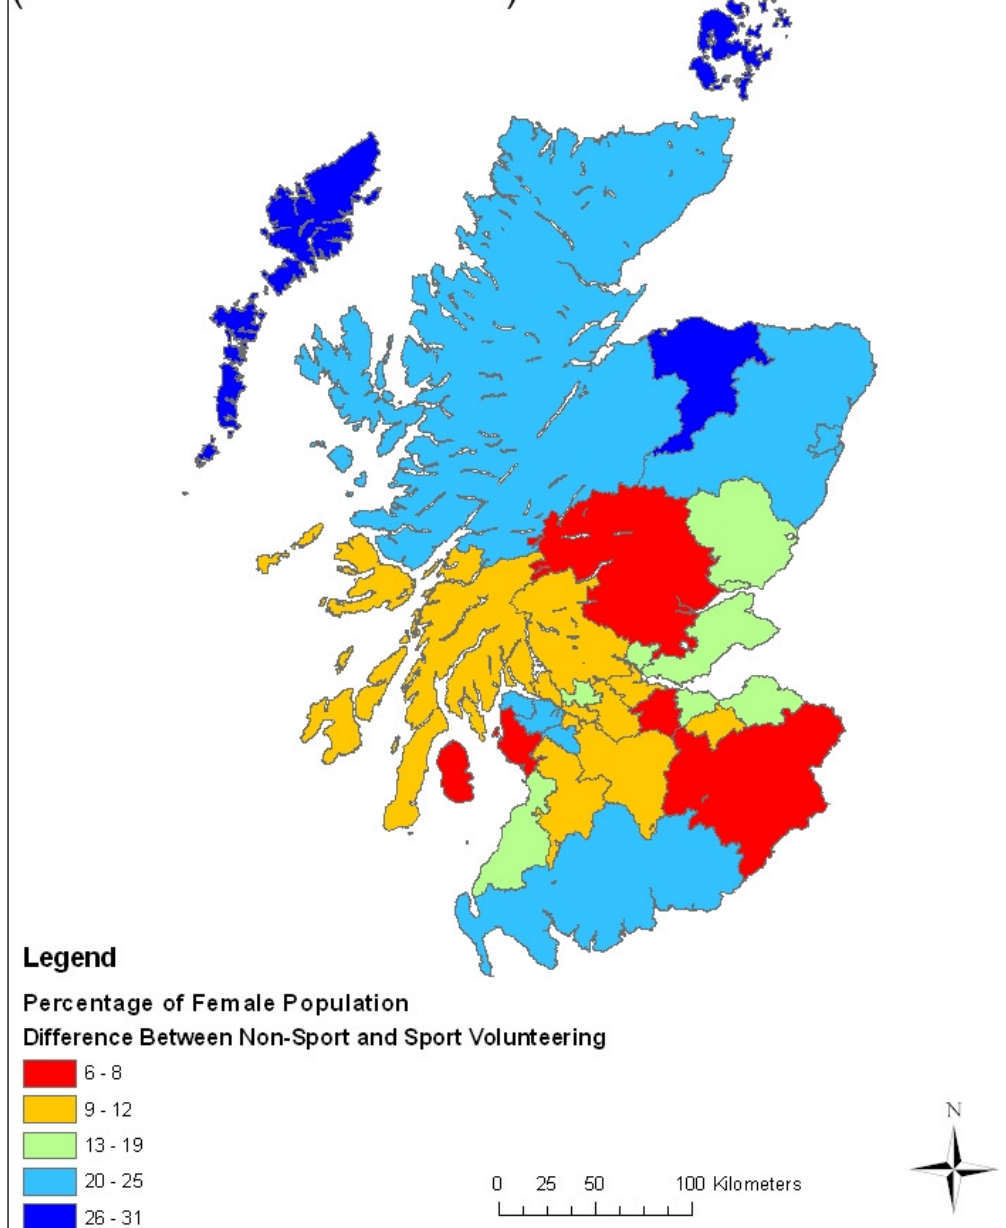 Legend
Percentage of Female Population
Difference Between Non-Sport and Sport Volunteering
6 - 8
9 - 12
13 - 19
20 - 25
26 - 31
N
0 25 50 100 Kilometers